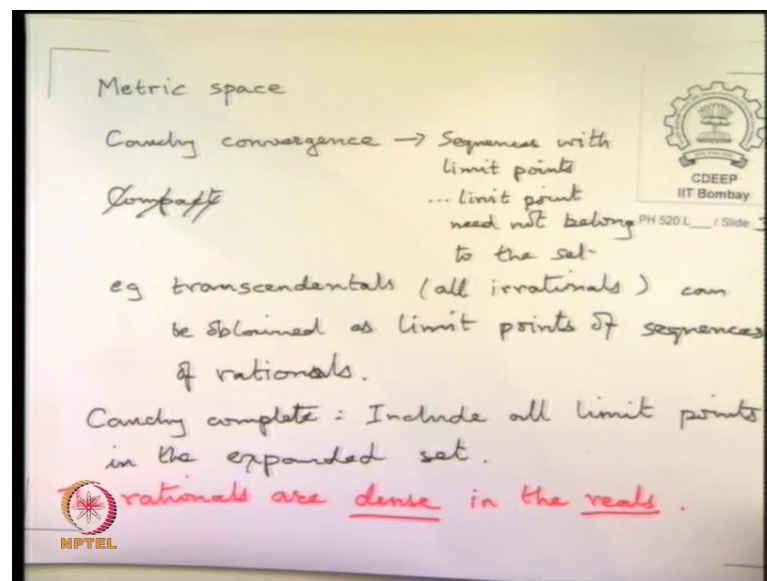 Metric space
Cauchy convergence → Sequences with
limit points
Compact
... limit point
need not belong
to the set.
CDEEP
IIT Bombay
PH 520 L___ / Slide 3
eg transcendentals (all irrationals) can
be obtained as limit points of sequences
of rationals.
Cauchy complete: Include all limit points
in the expanded set.
rationals are dense in the reals.
NPTEL